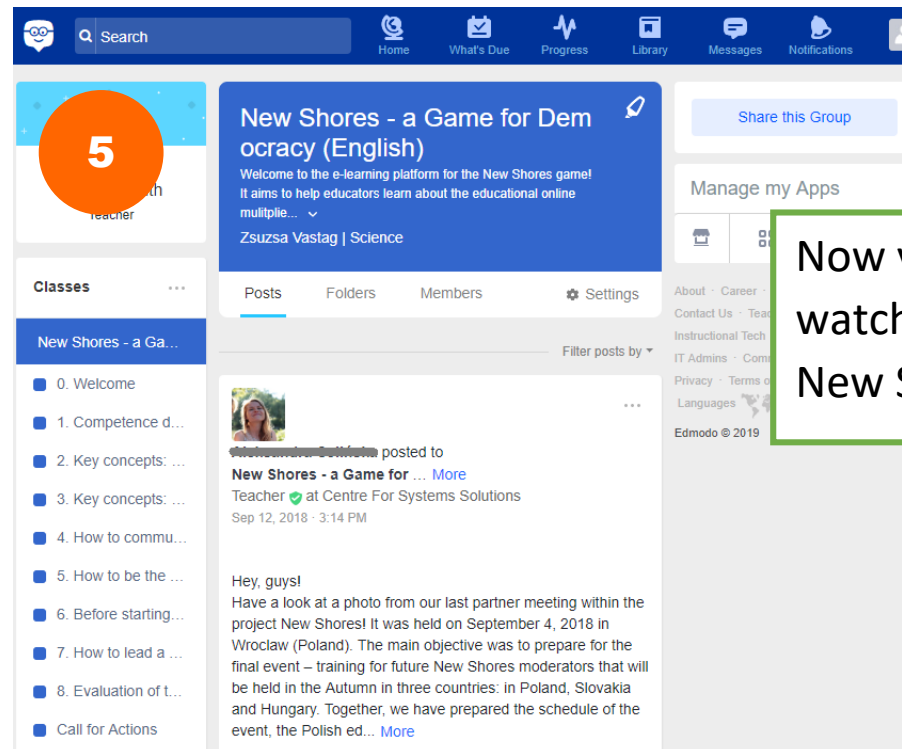 Search
Home
What's Due
Progress
Library
Messages
Notifications
5
Teacher
Classes
...
New Shores - a Ga...
0. Welcome
1. Competence d...
2. Key concepts: ...
3. Key concepts: ...
4. How to commu...
5. How to be the ...
6. Before starting...
7. How to lead a ...
8. Evaluation of t...
Call for Actions
New Shores - a Game for Dem
ocracy (English)
Welcome to the e-learning platform for the New Shores game!
It aims to help educators learn about the educational online
mulitplie...
Zsuzsa Vastag | Science
Posts
Folders
Members
Settings
Filter posts by
...
posted to
New Shores - a Game for ... More
Teacher at Centre For Systems Solutions
Sep 12, 2018 · 3:14 PM
Hey, guys!
Have a look at a photo from our last partner meeting within the
project New Shores! It was held on September 4, 2018 in
Wroclaw (Poland). The main objective was to prepare for the
final event – training for future New Shores moderators that will
be held in the Autumn in three countries: in Poland, Slovakia
and Hungary. Together, we have prepared the schedule of the
event, the Polish ed... More
Share this Group
Manage my Apps
About · Career ·
Contact Us ·
Instructional Tech
IT Admins ·
Privacy · Terms
Languages
Edmodo © 2019
Now
watch
New